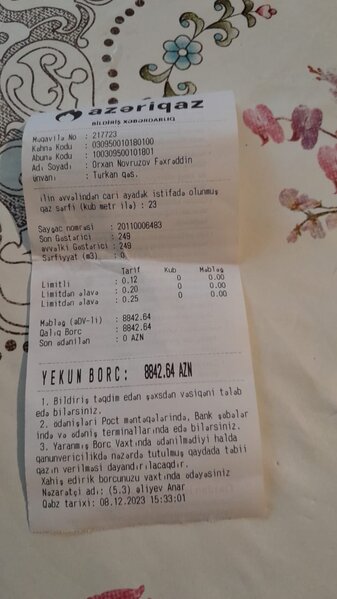 azəriqaz
BİLDİRİŞ XƏBƏRDARLIQ
Müqavilə No : 217723
Kəhnə Kodu : 030950010180100
Abunə Kodu : 100309500101801
Adı Soyadı : Orxan Novruzov Fəxrəddin
Ünvanı : Türkan qəs.
ilin əvvəlindən cari ayadək istifadə olunmuş
qaz sərfi (kub metr ilə) : 23
Sayğac nomrəsi : 20110006483
Son Göstərici : 249
əvvəlki Göstərici : 249
Sərfiyyat (m3) : 0
Tarif Kub Məbləğ
Limitli : 0.12 0 0.00
Limitdən əlavə : 0.20 0 0.00
Limitdən əlavə : 0.25 0 0.00
Məbləğ (ƏDV-li) : 8842.64
Qalıq Borc : 8842.64
Son ödənilən : 0 AZN
YEKUN BORC: 8842.64 AZN
1. Bildiriş təqdim edən şəxsdən vəsiqəni tələb
edə bilərsiniz.
2. ödənişləri Poct məntəqələrində, Bank şöbələr
ində və ödəniş terminallarında edə bilərsiz.
3. Yaranmış Borc Vaxtında ödənilmədiyi halda
qanunvericilikdə nəzərdə tutulmuş qaydada təbii
qazın verilməsi dayandırılacaqdır.
Xahiş edirik borcunuzu vaxtında ödəyəsiniz
Nəzarətçi adı: (5.3) əliyev Anar
Qəbz tarixi: 08.12.2023 15:33:01